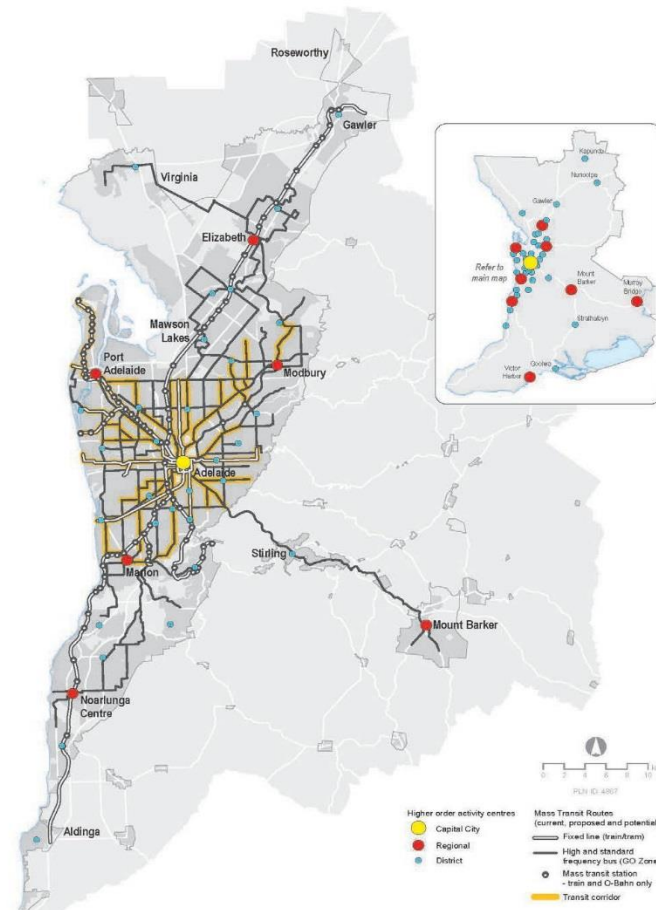 Roseworthy
Gawler
Virginia
Elizabeth
Mawson
Lakes
Port
Adelaide
Modbury
Adelaide
Stirling
Marion
Mount Barker
Noarlunga
Centre
Aldinga
Kapunda
Nuriootpa
Gawler
Refer to
main map
Mount
Barker
Murray
Bridge
Strathalbyn
Goolwa
Victor
Harbor
0 2 4 6 8 10
PLN ID: 4867
Higher order activity centres
Capital City
Regional
District
Mass Transit Routes
(current, proposed and potential
Fixed line (train/tram)
High and standard
frequency bus (GO Zone
Mass transit station
- train and O-Bahn only
Transit corridor